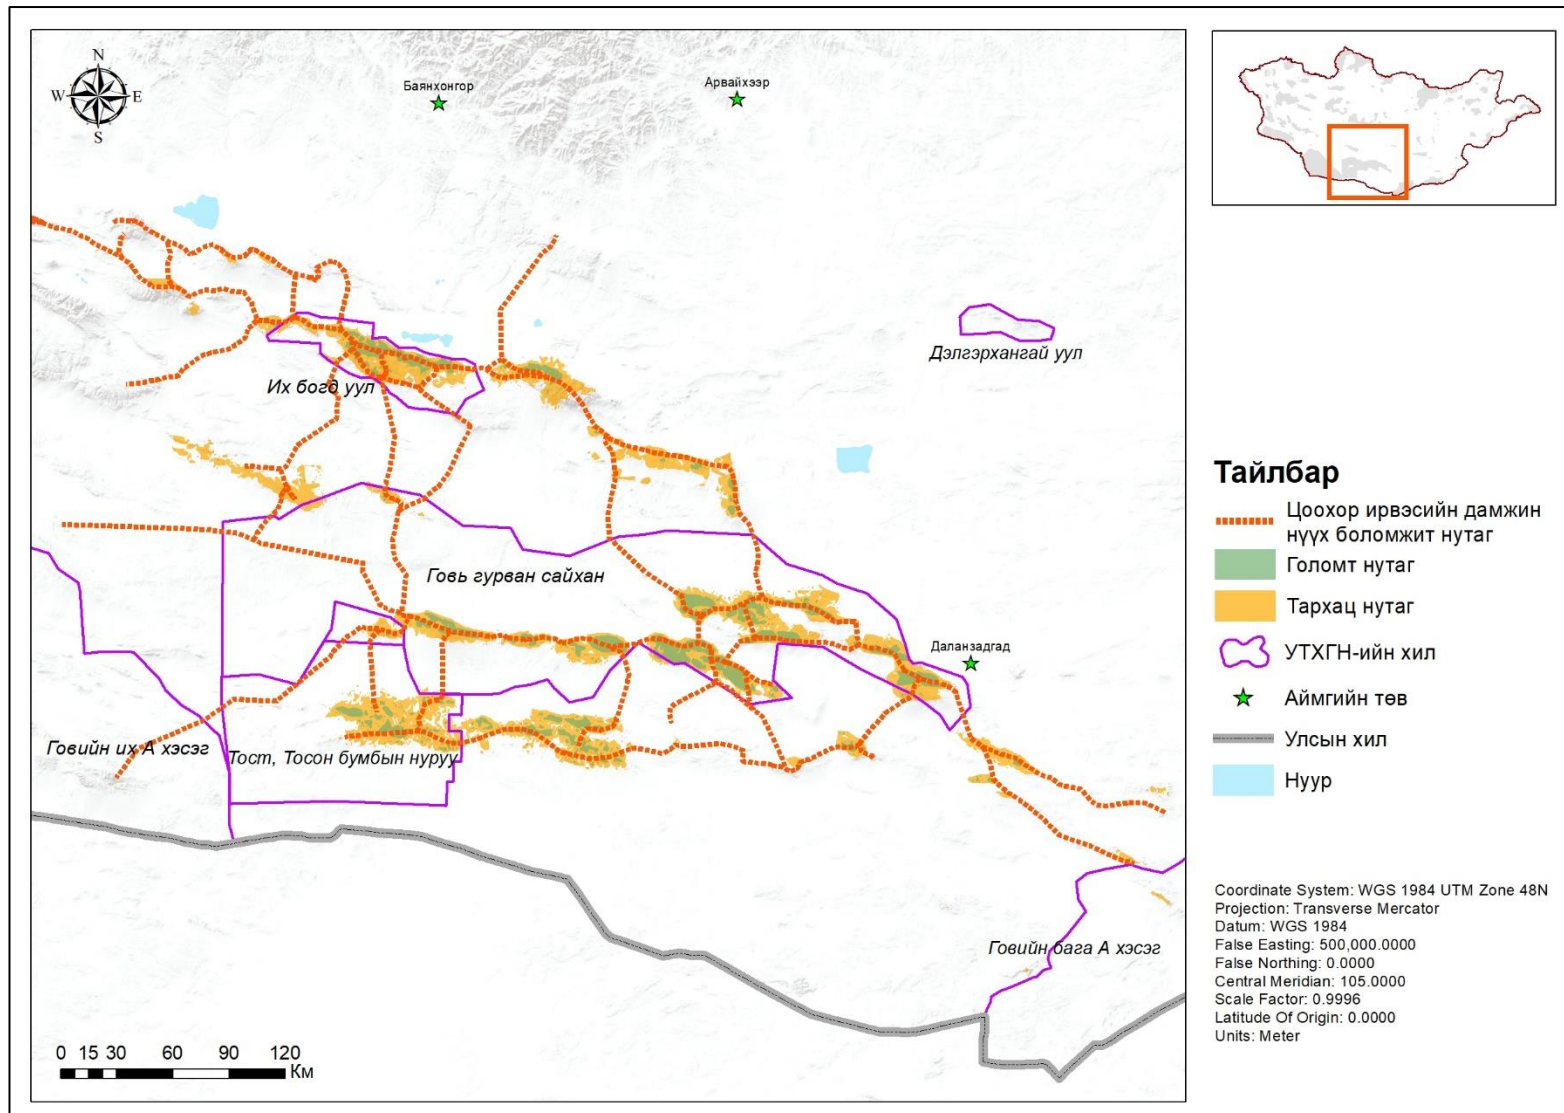 N
W
E
S
Баянхонгор
Арвайхээр
Дэлгэрхангай уул
Их богд уул
Говь гурван сайхан
Даланзадгад
Говийн их А хэсэг
Тост, Тосон бумбын нуруу
Говийн бага А хэсэг
0 15 30 60 90 120
Км
Тайлбар
Цоохор ирвэсийн дамжин
нүүх боломжит нутаг
Голомт нутаг
Тархац нутаг
УТХГН-ийн хил
Аймгийн төв
Улсын хил
Нуур
Coordinate System: WGS 1984 UTM Zone 48N
Projection: Transverse Mercator
Datum: WGS 1984
False Easting: 500,000.0000
False Northing: 0.0000
Central Meridian: 105.0000
Scale Factor: 0.9996
Latitude Of Origin: 0.0000
Units: Meter